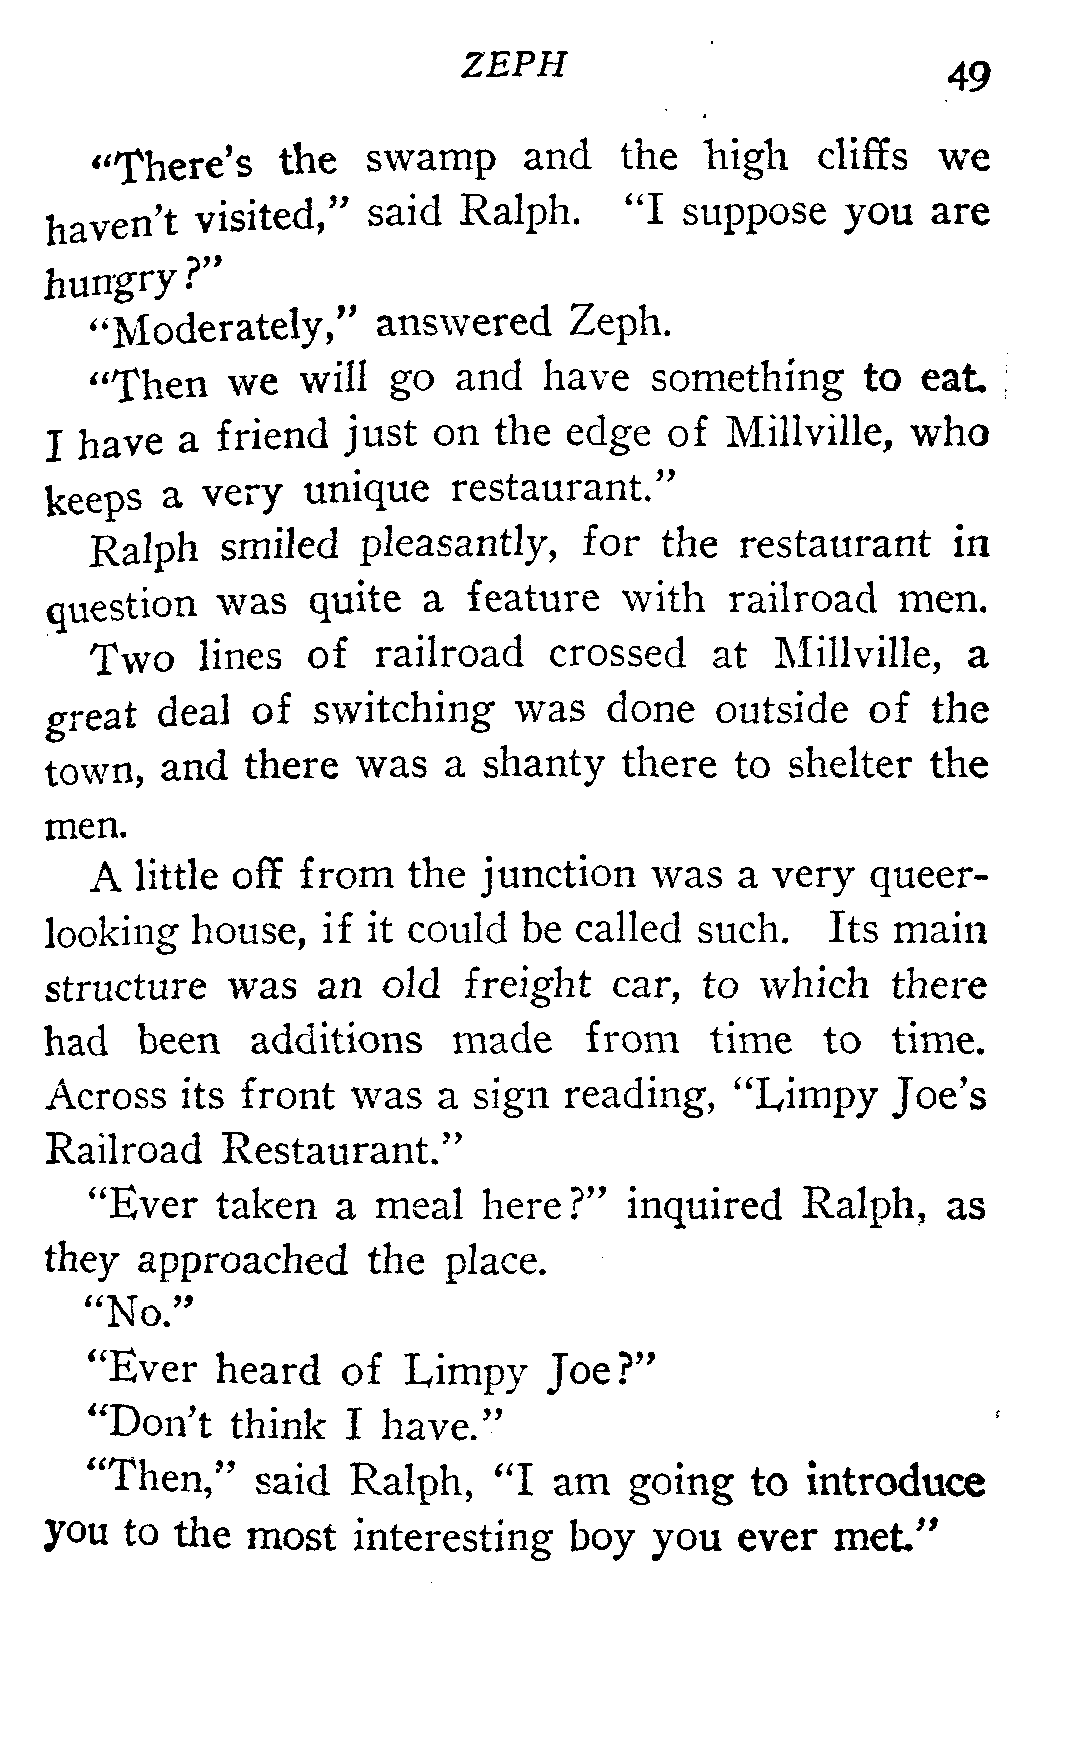 ZEPH 49
"There's the swamp and the high cliffs we
haven't visited," said Ralph. "I suppose you are
hungry?"
"Moderately," answered Zeph.
"Then we will go and have something to eat.
I have a friend just on the edge of Millville, who
keeps a very unique restaurant."
Ralph smiled pleasantly, for the restaurant in
question was quite a feature with railroad men.
Two lines of railroad crossed at Millville, a
great deal of switching was done outside of the
town, and there was a shanty there to shelter the
men.
A little off from the junction was a very queer-
looking house, if it could be called such. Its main
structure was an old freight car, to which there
had been additions made from time to time.
Across its front was a sign reading, "Limpy Joe's
Railroad Restaurant."
"Ever taken a meal here?" inquired Ralph, as
they approached the place.
"No."
"Ever heard of Limpy Joe?"
"Don't think I have."
"Then," said Ralph, "I am going to introduce
you to the most interesting boy you ever met."